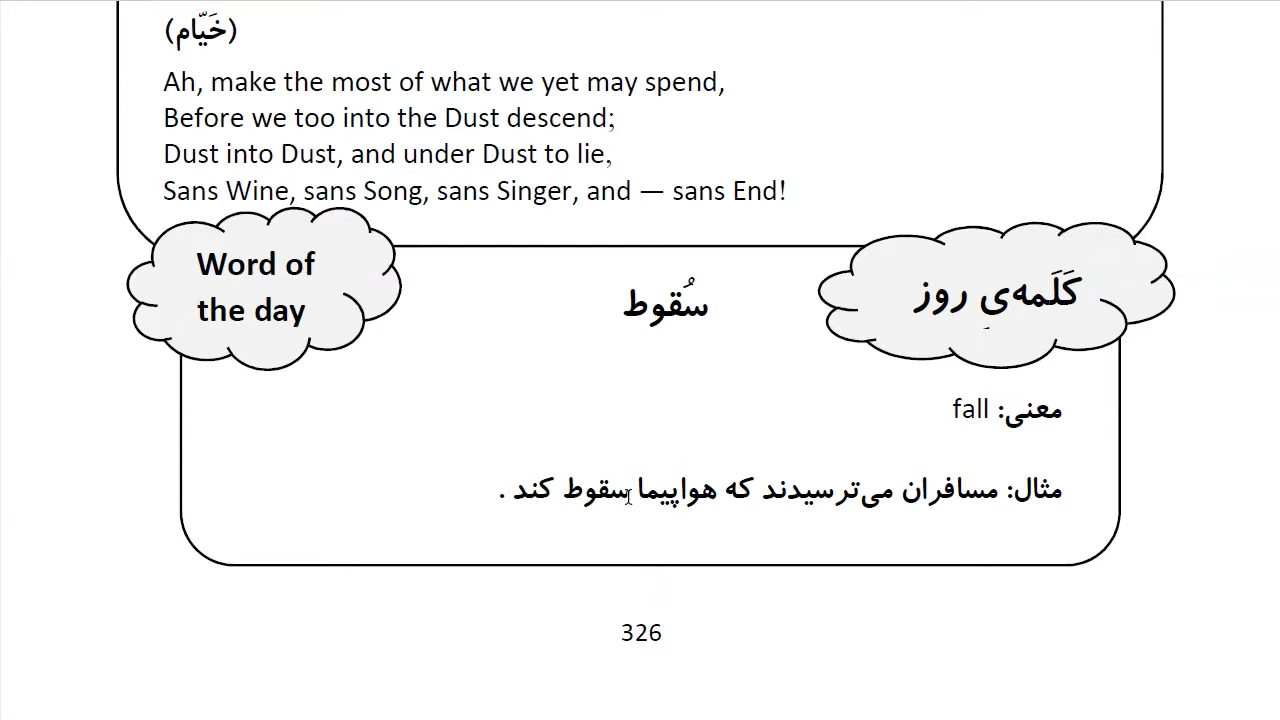 (خَیّام)
Ah, make the most of what we yet may spend,
Before we too into the Dust descend;
Dust into Dust, and under Dust to lie,
Sans Wine, sans Song, sans Singer, and — sans End!
Word of
the day
کَلَمه‌یِ روز
سُقوط
معنی: fall
مثال: مسافران می‌ترسیدند که هواپیما سقوط کند .
326